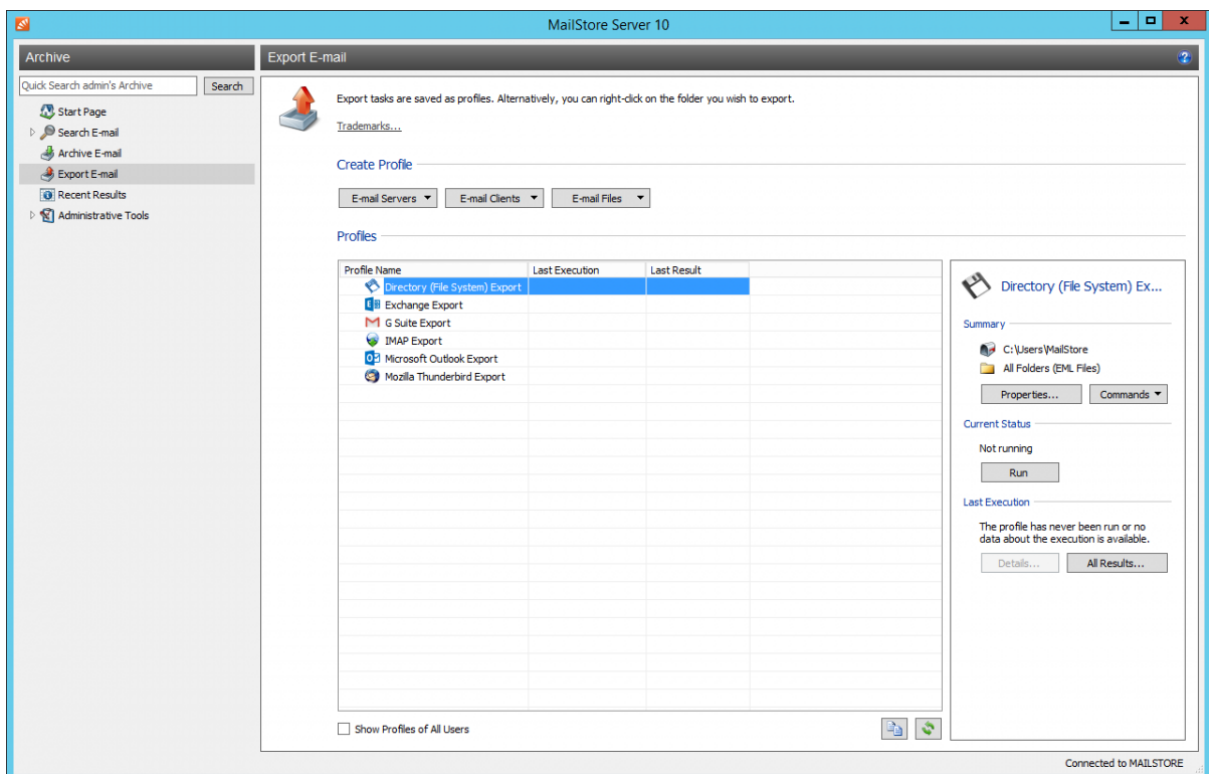 MailStore Server 10
Archive
Export E-mail
Quick Search admin's Archive
Search
Start Page
Search E-mail
Archive E-mail
Export E-mail
Recent Results
Administrative Tools
Export tasks are saved as profiles. Alternatively, you can right-click on the folder you wish to export.
Trademarks...
Create Profile
E-mail Servers
E-mail Clients
E-mail Files
Profiles
Profile Name Last Execution Last Result
Directory (File System) Export
Exchange Export
G Suite Export
IMAP Export
Microsoft Outlook Export
Mozilla Thunderbird Export
Show Profiles of All Users
Directory (File System) Ex...
Summary
C:\Users\MailStore
All Folders (EML Files)
Properties... Commands
Current Status
Not running
Run
Last Execution
The profile has never been run or no
data about the execution is available.
Details... All Results...
Connected to MAILSTORE